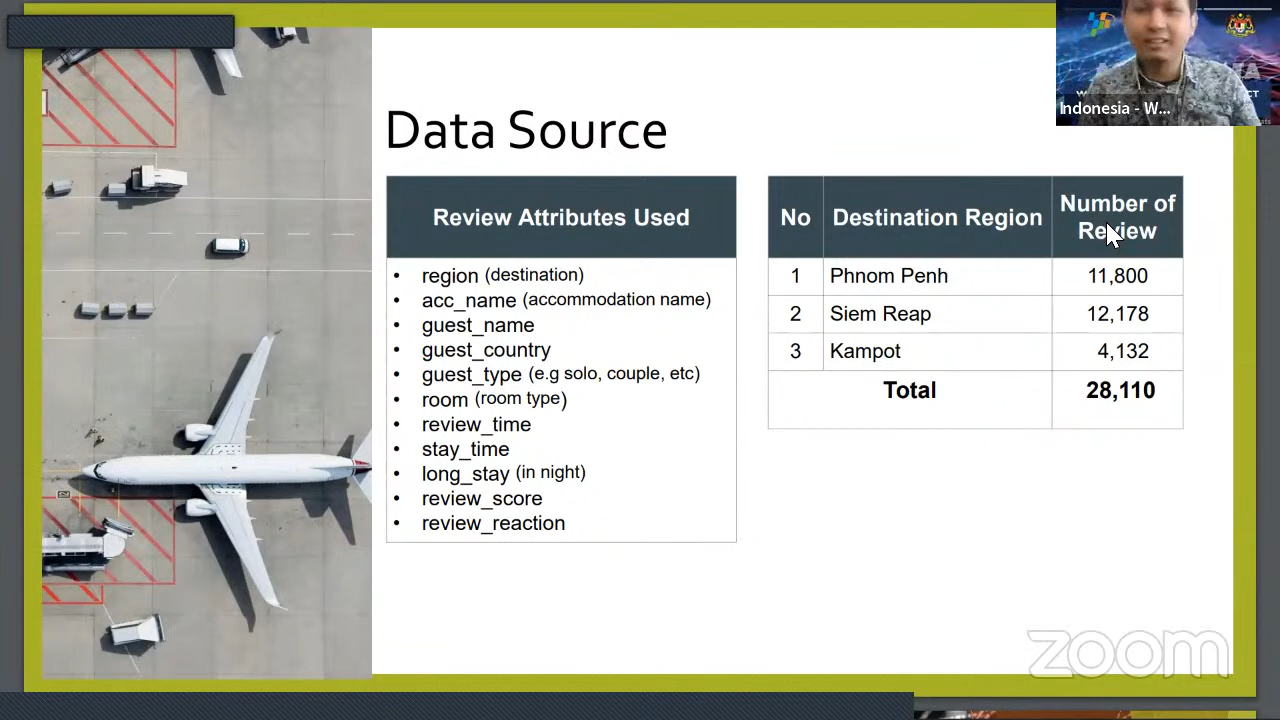 Indonesia - W...
Data Source
Review Attributes Used
• region (destination)
• acc_name (accommodation name)
• guest_name
• guest_country
• guest_type (e.g solo, couple, etc)
• room (room type)
• review_time
• stay_time
• long_stay (in night)
• review_score
• review_reaction
No Destination Region Number of Review
1 Phnom Penh 11,800
2 Siem Reap 12,178
3 Kampot 4,132
Total 28,110
zoom